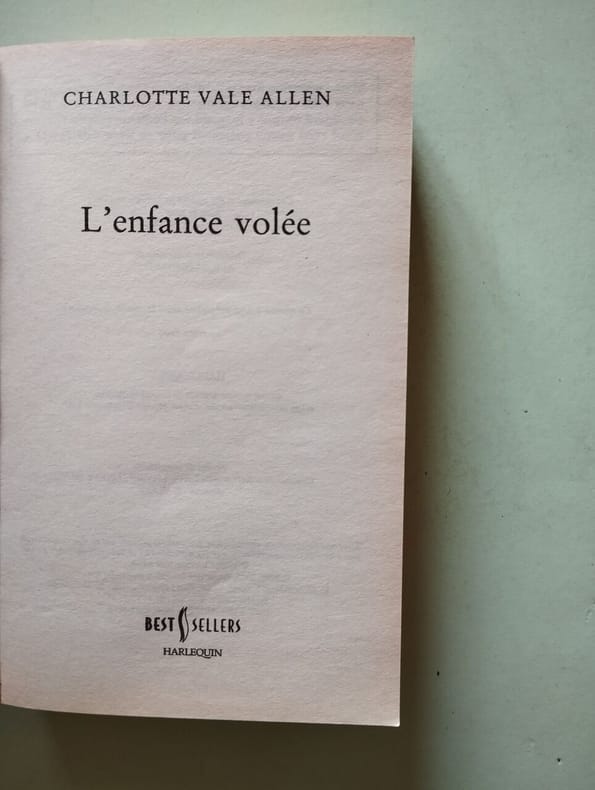 CHARLOTTE VALE ALLEN
L'enfance volée
BEST SELLERS
HARLEQUIN